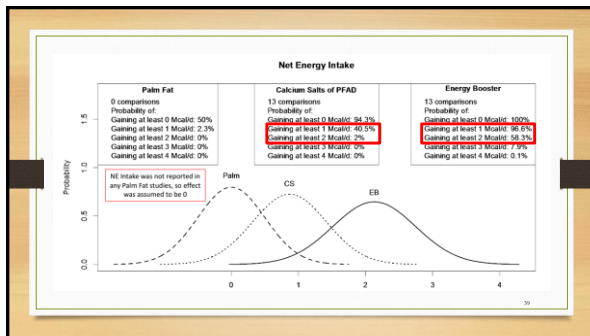 Net Energy Intake
Palm Fat
0 comparisons
Probability of:
Gaining at least 0 Mcal/d: 50%
Gaining at least 1 Mcal/d: 2.3%
Gaining at least 2 Mcal/d: 0%
Gaining at least 3 Mcal/d: 0%
Gaining at least 4 Mcal/d: 0%
Calcium Salts of PFAD
13 comparisons
Probability of:
Gaining at least 0 Mcal/d: 94.3%
Gaining at least 1 Mcal/d: 40.5%
Gaining at least 2 Mcal/d: 2%
Gaining at least 3 Mcal/d: 0%
Gaining at least 4 Mcal/d: 0%
Energy Booster
13 comparisons
Probability of:
Gaining at least 0 Mcal/d: 100%
Gaining at least 1 Mcal/d: 96.6%
Gaining at least 2 Mcal/d: 58.3%
Gaining at least 3 Mcal/d: 7.9%
Gaining at least 4 Mcal/d: 0.1%
NE Intake was not reported in
any Palm Fat studies, so effect
was assumed to be 0
Palm
CS
EB
Probability
1.5
1.0
0.5
0.0
0 1 2 3 4
39